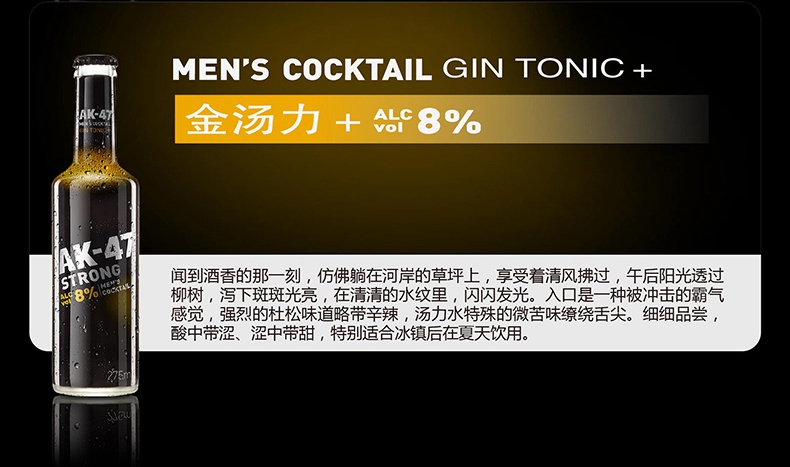 MEN'S COCKTAIL GIN TONIC +
金汤力 + ALC vol 8%
AK-47
MEN'S COCKTAIL
GIN TONIC+
AK-47
STRONG
ALC vol 8% MEN'S COCKTAIL
275m
闻到酒香的那一刻，仿佛躺在河岸的草坪上，享受着清风拂过，午后阳光透过
柳树，泻下斑斑光亮，在清清的水纹里，闪闪发光。入口是一种被冲击的霸气
感觉，强烈的杜松味道略带辛辣，汤力水特殊的微苦味缭绕舌尖。细细品尝，
酸中带涩、涩中带甜，特别适合冰镇后在夏天饮用。